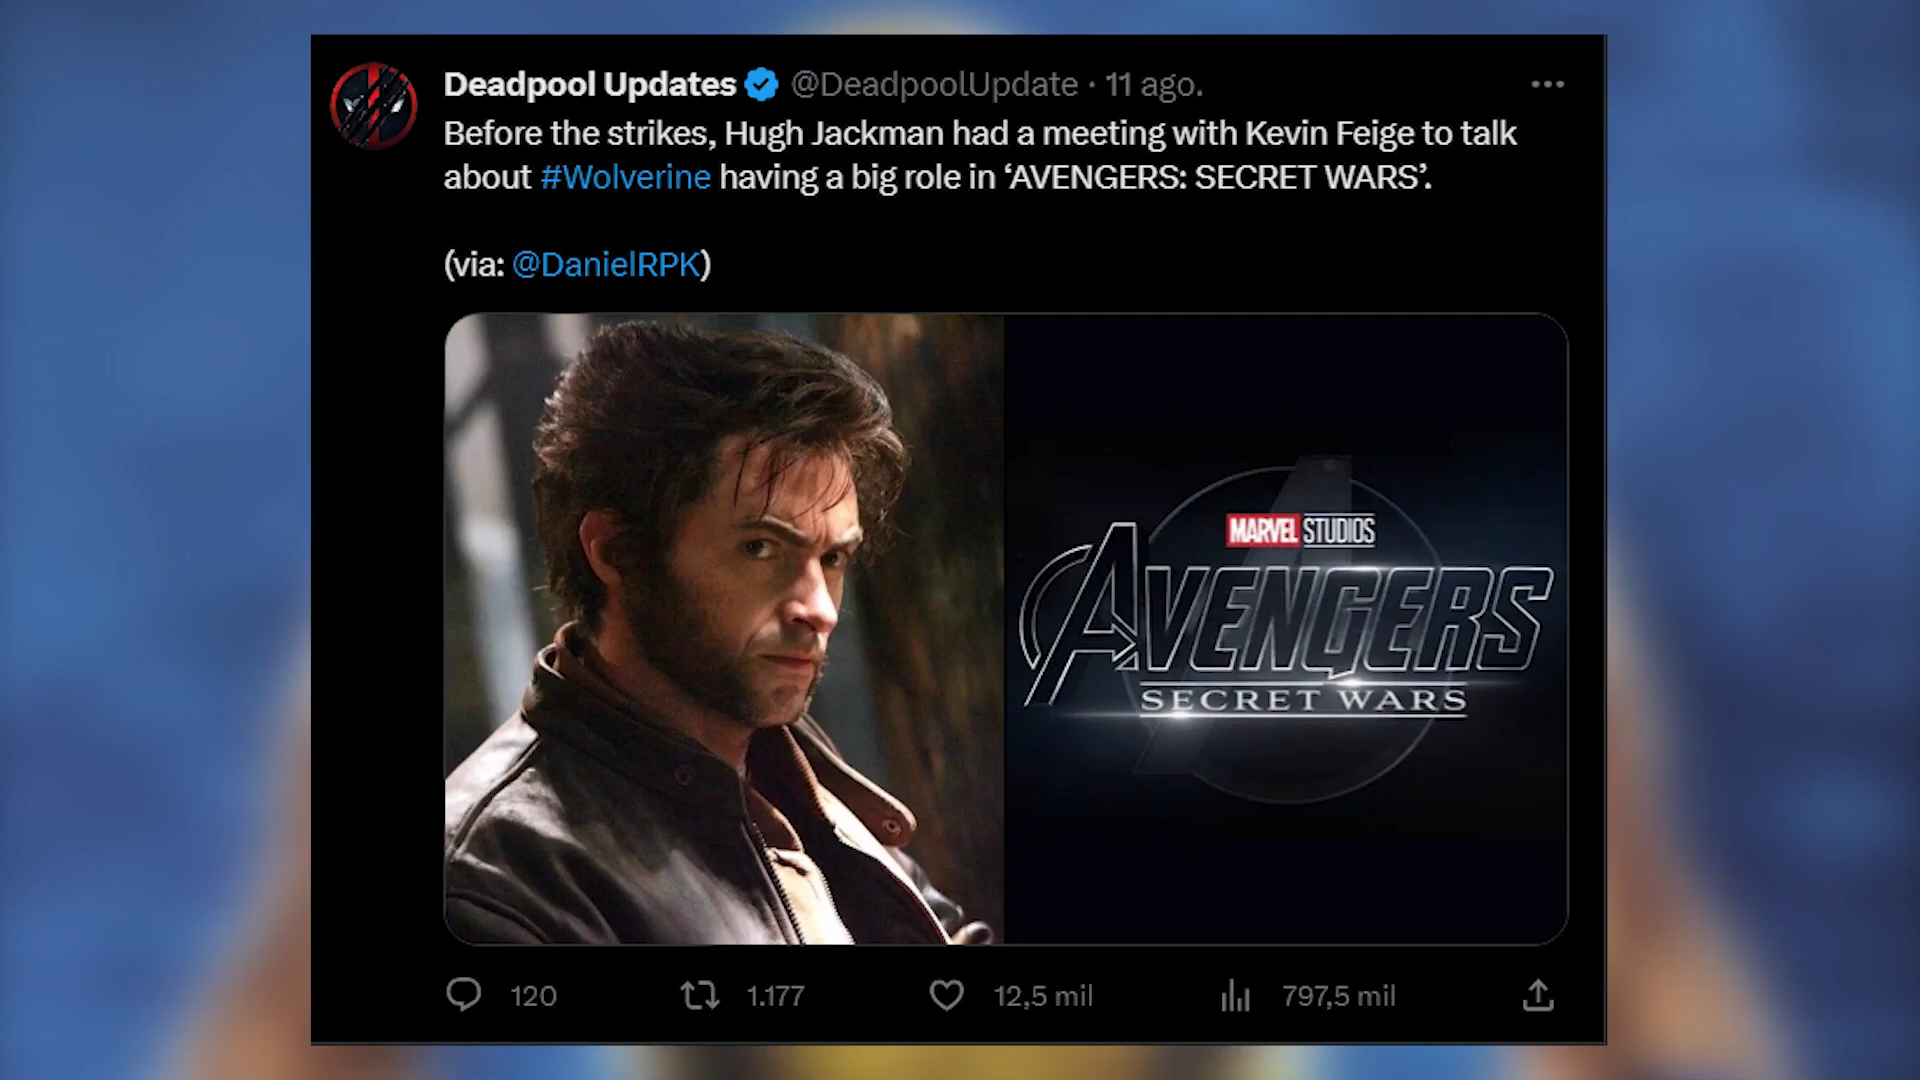 Deadpool Updates @DeadpoolUpdate · 11 ago.
Before the strikes, Hugh Jackman had a meeting with Kevin Feige to talk
about #Wolverine having a big role in ‘AVENGERS: SECRET WARS’.
(via: @DanielRPK)
MARVEL STUDIOS
AVENGERS
SECRET WARS
120 1.177 12,5 mil 797,5 mil